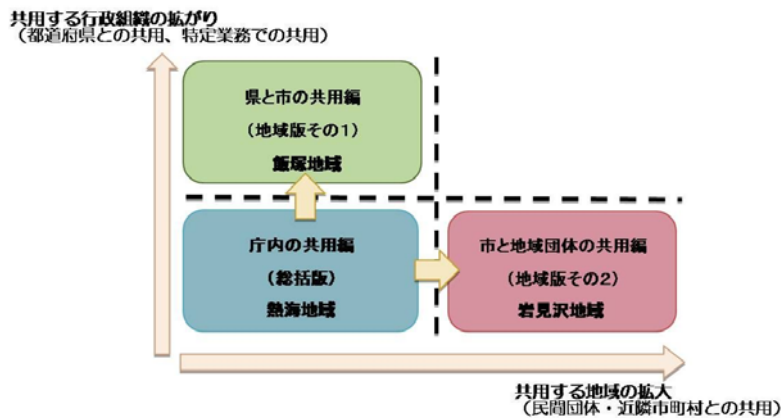 共用する行政組織の拡がり
（都道府県との共用、特定業務での共用）
県と市の共用編
（地域版その１）
飯塚地域
庁内の共用編
（総括版）
熱海地域
市と地域団体の共用編
（地域版その２）
岩見沢地域
共用する地域の拡大
（民間団体・近隣市町村との共用）